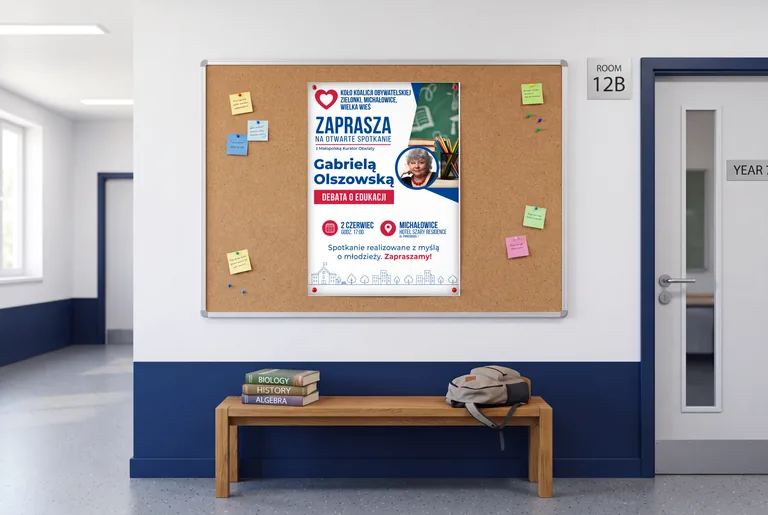 KOŁO KOALICJI OBYWATELSKIEJ
ZIELONKI, MICHAŁOWICE,
WIELKA WIEŚ
ZAPRASZA
NA OTWARTE SPOTKANIE
z Małopolską Kurator Oświaty
Gabrielą
Olszowską
DEBATA O EDUKACJI
2 CZERWIEC
GODZ. 17:00
MICHAŁOWICE
HOTEL SZARY RESIDENCE
Spotkanie realizowane z myślą
o młodzieży. Zapraszamy!
ROOM
12B
YEAR 7
BIOLOGY
HISTORY
ALGEBRA